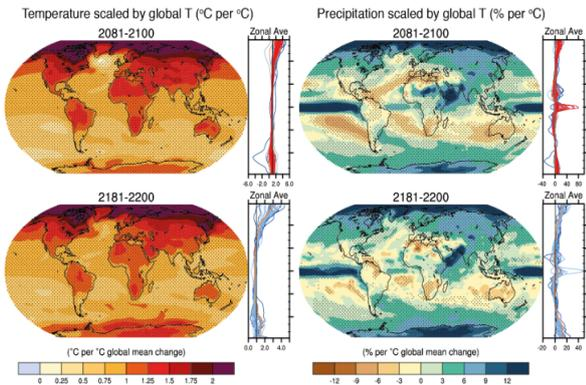 Temperature scaled by global T (°C per °C)
Precipitation scaled by global T (% per °C)
2081-2100
Zonal Ave
2081-2100
Zonal Ave
-6.0 2.0 2.0 6.0
-40 0 40 80
2181-2200
Zonal Ave
2181-2200
Zonal Ave
0.0 2.0 4.0
-20 0 20 40
(°C per °C global mean change)
(% per °C global mean change)
0 0.25 0.5 0.75 1 1.25 1.5 1.75 2
-12 -9 -6 -3 0 3 6 9 12